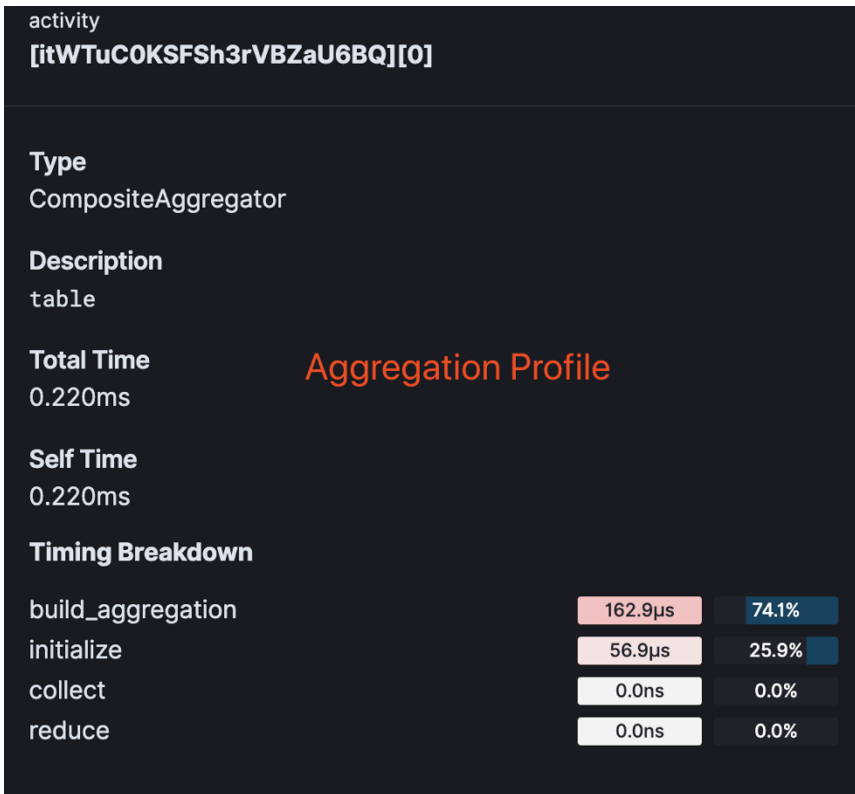 activity
[itWTuC0KSFSh3rVBZaU6BQ][0]
Type
CompositeAggregator
Description
table
Total Time
0.220ms
Aggregation Profile
Self Time
0.220ms
Timing Breakdown
build_aggregation 162.9µs 74.1%
initialize 56.9µs 25.9%
collect 0.0ns 0.0%
reduce 0.0ns 0.0%